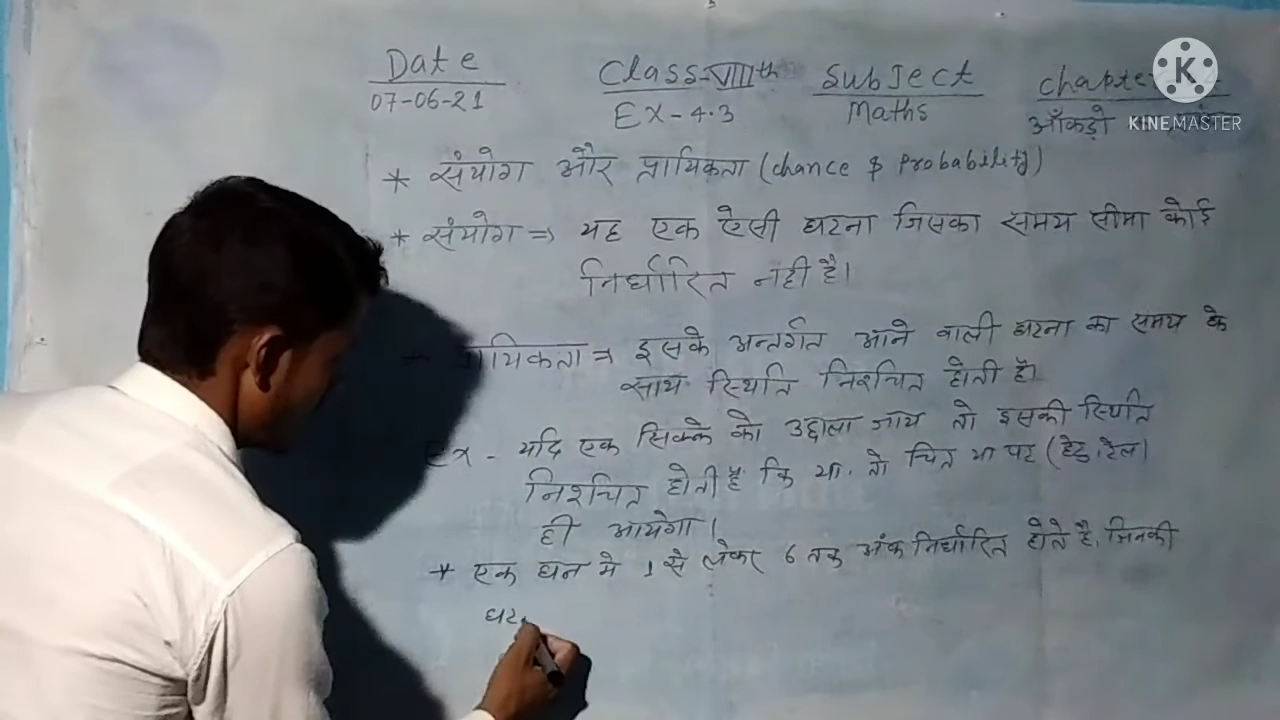 Date Class-VIIIth Subject Chapte
07-06-21 Ex-4.3 Maths आँकड़ो
K
KINEMASTER
* संयोग और प्रायिकता (chance & Probability)
* संयोग ⇒ यह एक ऐसी घटना जिसका समय सीमा कोई
निर्धारित नही है।
यिकता ⇒ इसके अन्तर्गत आने वाली घटना का समय के
साथ स्थिति निश्चित होती है।
Ex - यदि एक सिक्के को उछाला जाय तो इसकी स्थिति
निश्चित होती है कि या तो चित या पट (हेड, टेल)
ही आयेगा।
* एक घन मे 1 से लेकर 6 तक अंक निर्धारित होते है, जिनकी
घट